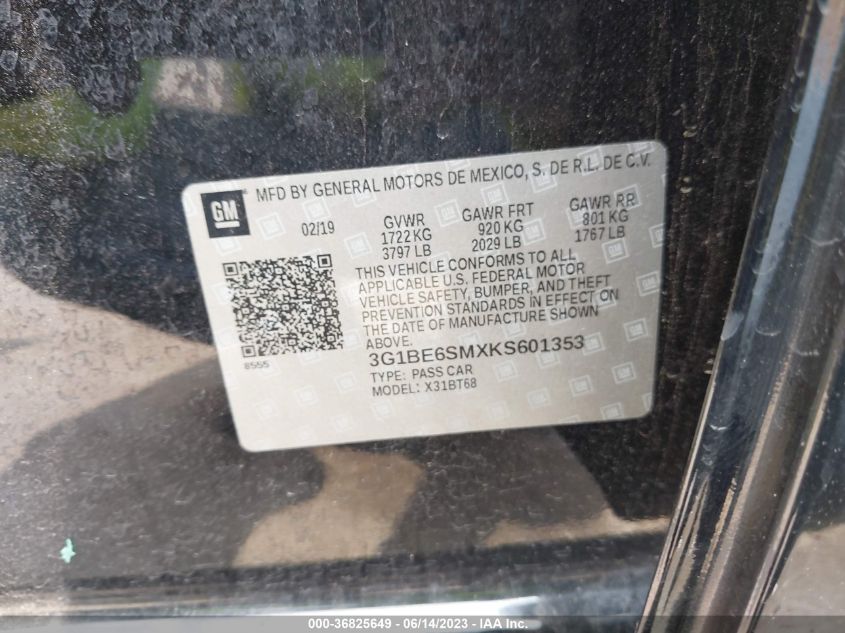 GM
MFD BY GENERAL MOTORS DE MEXICO, S. DE R.L. DE C.V.
02/19
GVWR
1722 KG
3797 LB
GAWR FRT
920 KG
2029 LB
GAWR RR
801 KG
1767 LB
THIS VEHICLE CONFORMS TO ALL
APPLICABLE U.S. FEDERAL MOTOR
VEHICLE SAFETY, BUMPER, AND THEFT
PREVENTION STANDARDS IN EFFECT ON
THE DATE OF MANUFACTURE SHOWN
ABOVE.
8555
3G1BE6SMXKS601353
TYPE: PASS CAR
MODEL: X31BT68
000-36825649 - 06/14/2023 - IAA Inc.